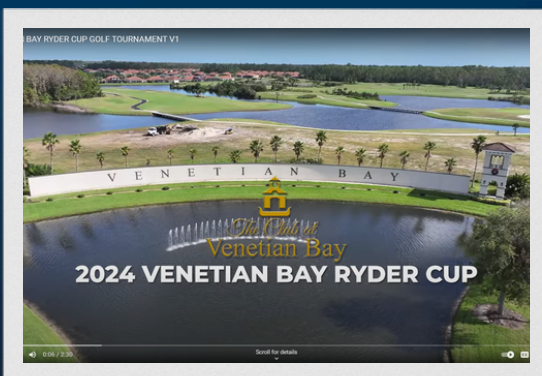 BAY RYDER CUP GOLF TOURNAMENT V1
VENETIAN BAY
The Club at
Venetian Bay
2024 VENETIAN BAY RYDER CUP
0:06 / 2:30
Scroll for details